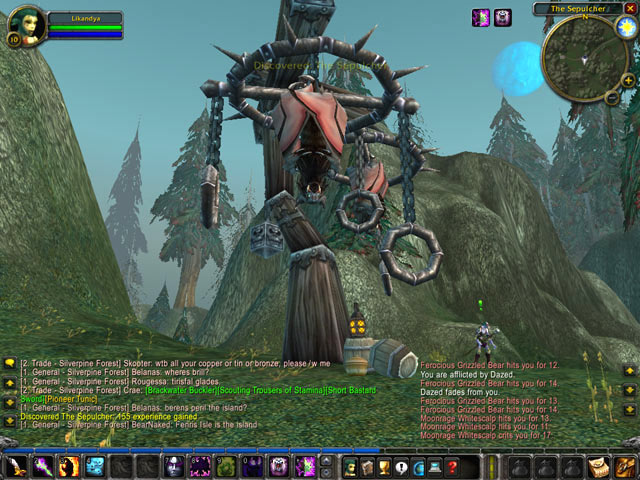 Likandya
10
The Sepulcher
N
Discovered: The Sepulcher
[2. Trade - Silverpine Forest] Skopter: wtb all your copper or tin or bronze, please /w me
[1. General - Silverpine Forest] Belanas: wheres brill?
[1. General - Silverpine Forest] Rougessa: tirisfal glades
[2. Trade - Silverpine Forest] Crae: [Brackwater Buckler][Scouting Trousers of Stamina][Short Bastard
Sword][Pioneer Tunic]
[1. General - Silverpine Forest] Belanas: berens peril the island?
Discovered The Sepulcher: 155 experience gained
[1. General - Silverpine Forest] BearNaked: Fenris Isle is the Island
Ferocious Grizzled Bear hits you for 12.
You are afflicted by Dazed.
Ferocious Grizzled Bear hits you for 14.
Dazed fades from you.
Ferocious Grizzled Bear hits you for 13.
Ferocious Grizzled Bear hits you for 14.
Moonrage Whitescalp hits you for 13.
Moonrage Whitescalp hits you for 11.
Moonrage Whitescalp crits you for 17.